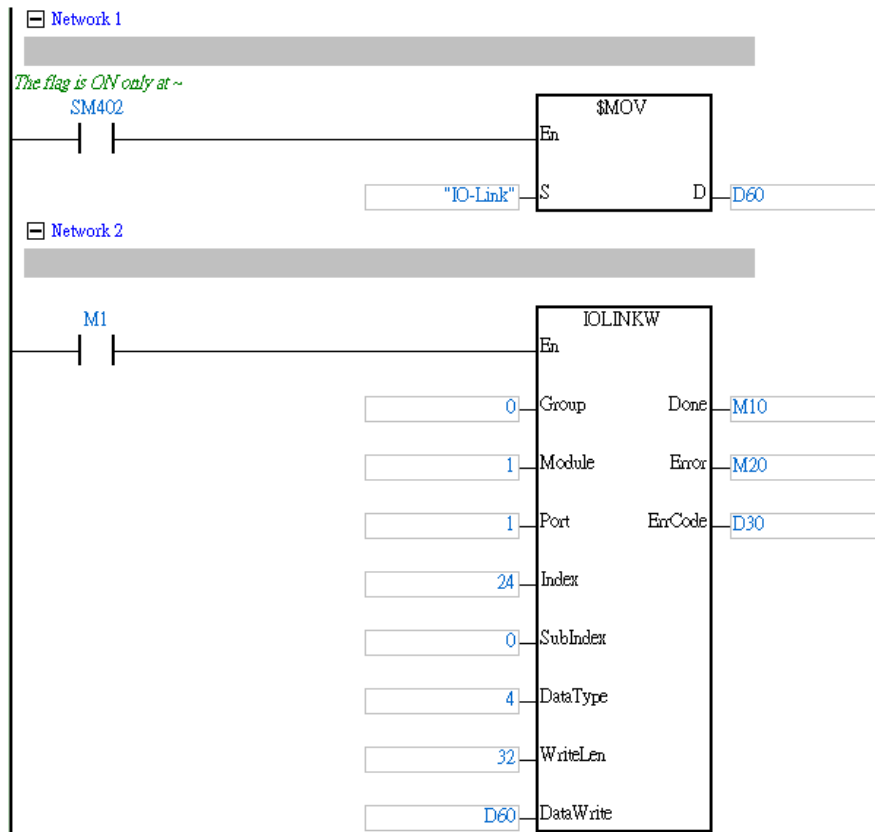 Network 1
The flag is ON only at ~
SM402
$MOV
En
"IO-Link" S D D60
Network 2
M1
IOLINKW
En
0 Group Done M10
1 Module Error M20
1 Port ErrCode D30
24 Index
0 SubIndex
4 DataType
32 WriteLen
D60 DataWrite